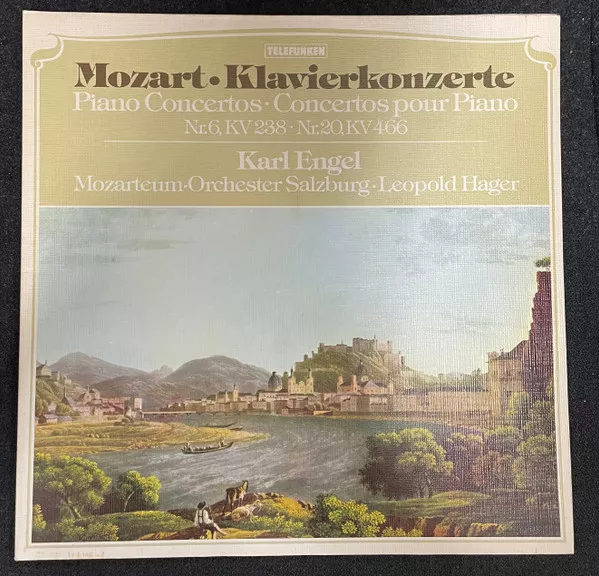 TELEFUNKEN
Mozart · Klavierkonzerte
Piano Concertos · Concertos pour Piano
Nr.6, KV 238 · Nr.20, KV 466
Karl Engel
Mozarteum-Orchester Salzburg · Leopold Hager